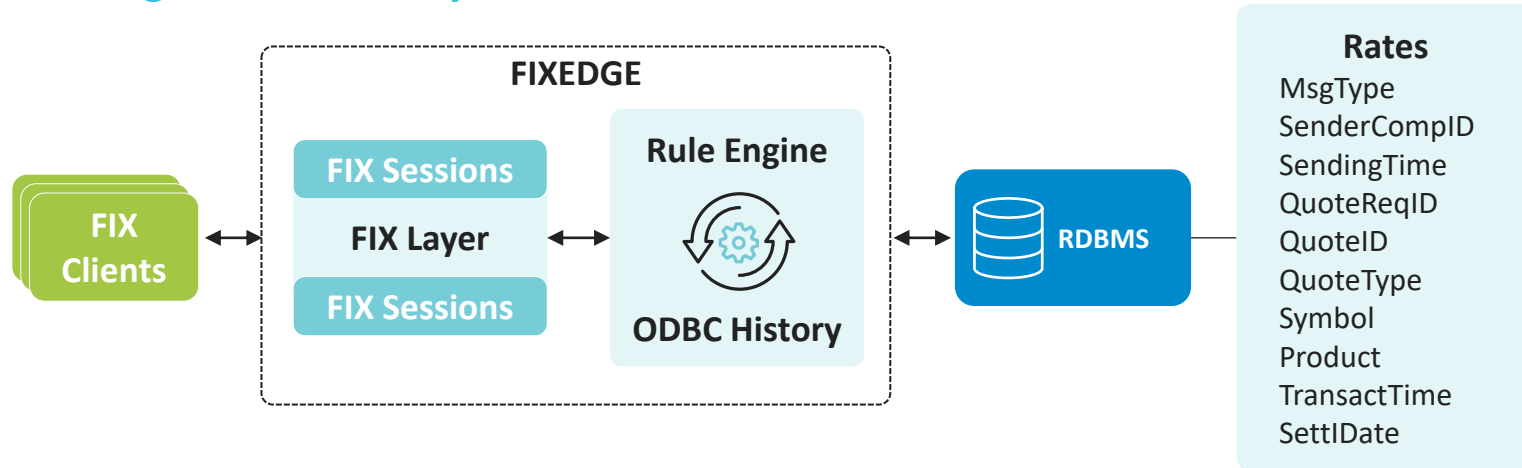 FIXEDGE
FIX
Clients
FIX Sessions
FIX Layer
FIX Sessions
Rule Engine
ODBC History
RDBMS
Rates
MsgType
SenderCompID
SendingTime
QuoteReqID
QuoteID
QuoteType
Symbol
Product
TransactTime
SettIDate